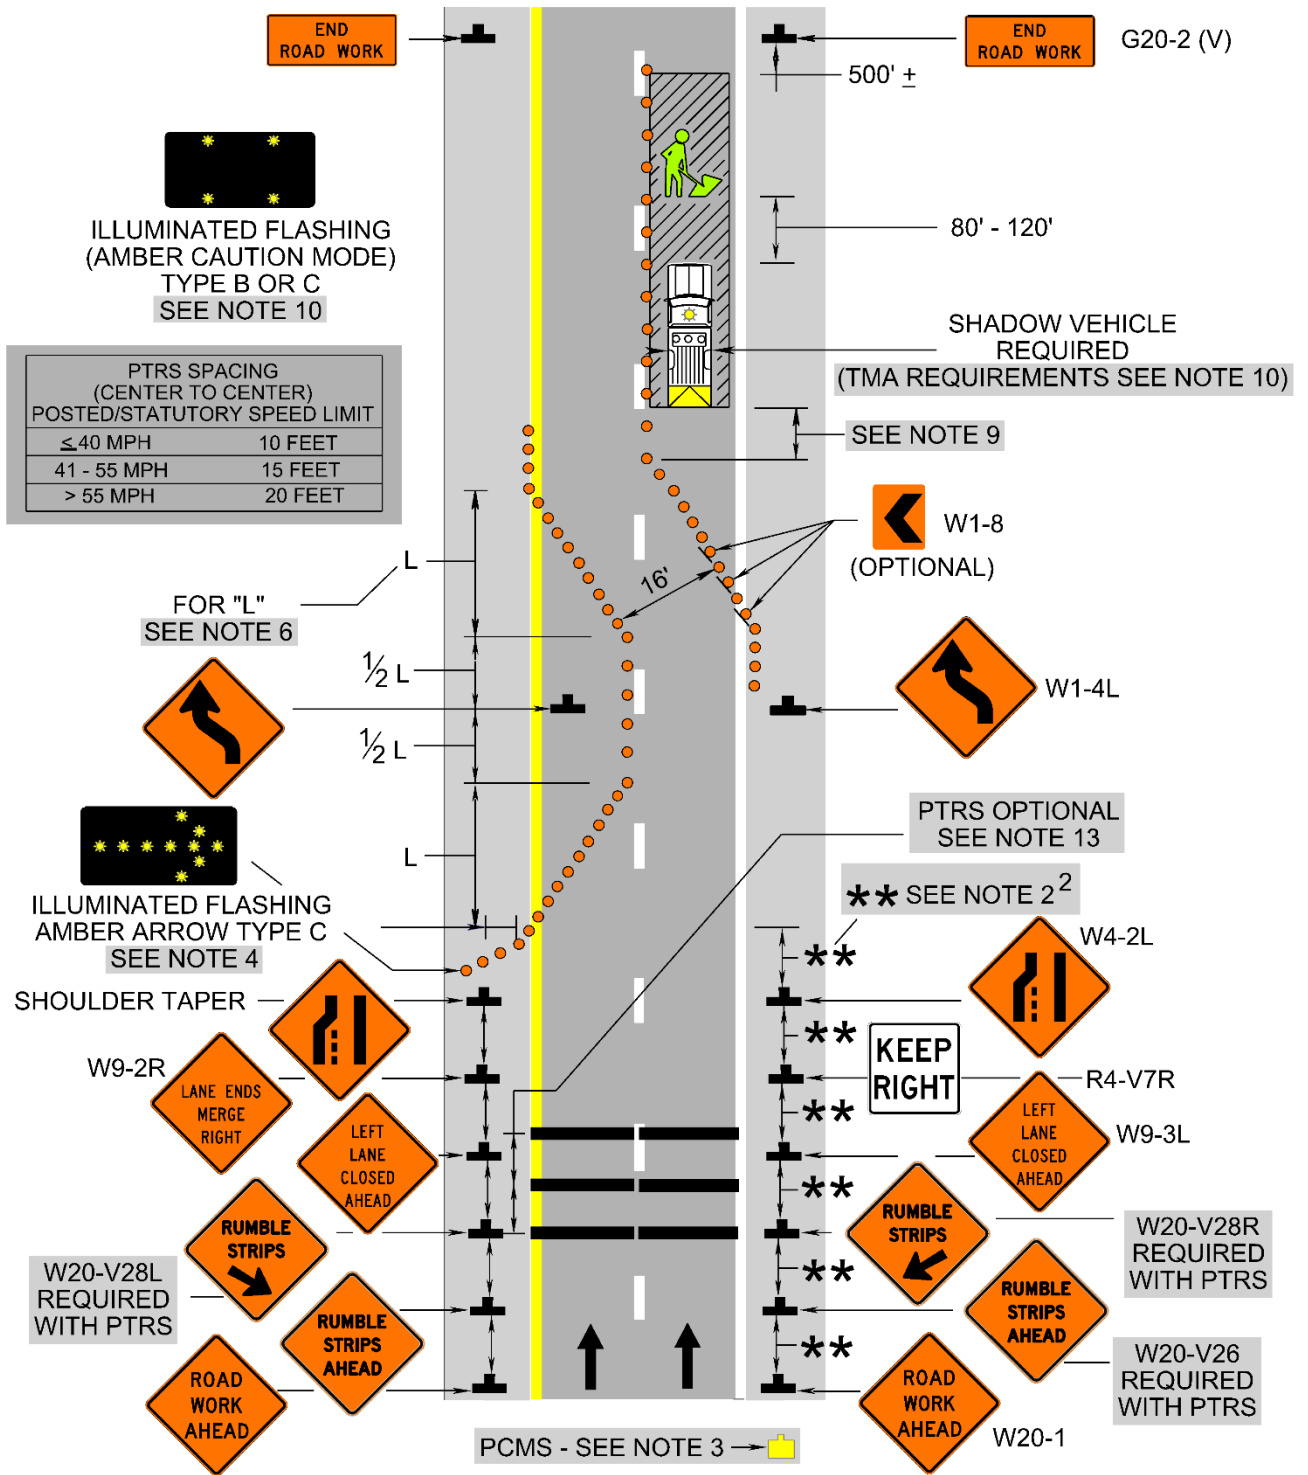 END
ROAD WORK
END
ROAD WORK
G20-2 (V)
500' ±
ILLUMINATED FLASHING
(AMBER CAUTION MODE)
TYPE B OR C
SEE NOTE 10
80' - 120'
SHADOW VEHICLE
REQUIRED
(TMA REQUIREMENTS SEE NOTE 10)
PTRS SPACING
(CENTER TO CENTER)
POSTED/STATUTORY SPEED LIMIT
≤ 40 MPH 10 FEET
41 - 55 MPH 15 FEET
> 55 MPH 20 FEET
SEE NOTE 9
W1-8
(OPTIONAL)
L
16'
FOR "L"
SEE NOTE 6
½ L
W1-4L
½ L
L
PTRS OPTIONAL
SEE NOTE 13
** SEE NOTE 2²
ILLUMINATED FLASHING
AMBER ARROW TYPE C
SEE NOTE 4
W4-2L
**
SHOULDER TAPER
**
KEEP
RIGHT
W9-2R
R4-V7R
LANE ENDS
MERGE
RIGHT
**
LEFT
LANE
CLOSED
AHEAD
LEFT
LANE
CLOSED
AHEAD
W9-3L
**
RUMBLE
STRIPS
RUMBLE
STRIPS
W20-V28R
REQUIRED
WITH PTRS
W20-V28L
REQUIRED
WITH PTRS
**
RUMBLE
STRIPS
AHEAD
RUMBLE
STRIPS
AHEAD
**
W20-V26
REQUIRED
WITH PTRS
ROAD
WORK
AHEAD
ROAD
WORK
AHEAD
W20-1
PCMS - SEE NOTE 3